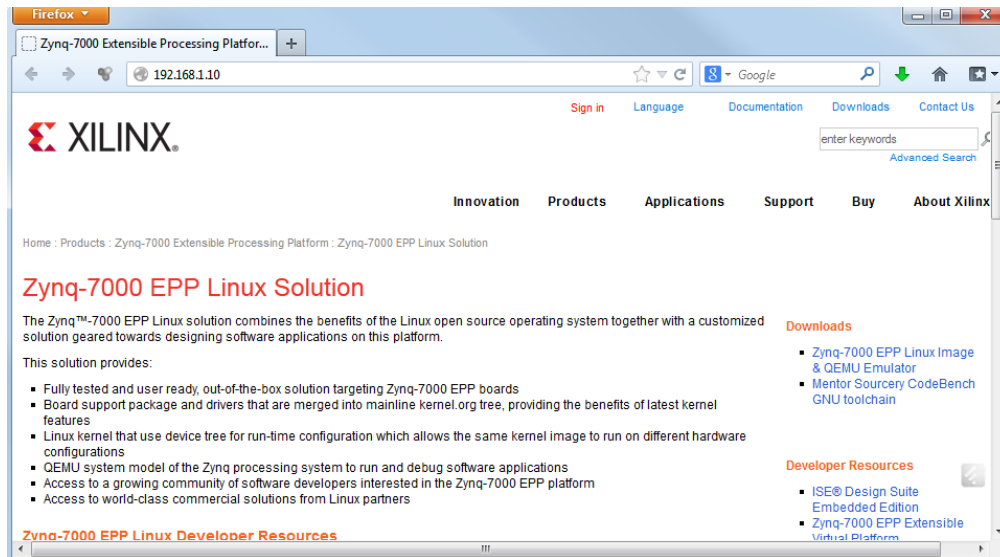 Firefox
Zynq-7000 Extensible Processing Platfor...
192.168.1.10
Google
Sign in Language Documentation Downloads Contact Us
XILINX.
enter keywords
Advanced Search
Innovation Products Applications Support Buy About Xilinx
Home : Products : Zynq-7000 Extensible Processing Platform : Zynq-7000 EPP Linux Solution
Zynq-7000 EPP Linux Solution
The Zynq™-7000 EPP Linux solution combines the benefits of the Linux open source operating system together with a customized
solution geared towards designing software applications on this platform.
This solution provides:
Fully tested and user ready, out-of-the-box solution targeting Zynq-7000 EPP boards
Board support package and drivers that are merged into mainline kernel.org tree, providing the benefits of latest kernel
features
Linux kernel that use device tree for run-time configuration which allows the same kernel image to run on different hardware
configurations
QEMU system model of the Zynq processing system to run and debug software applications
Access to a growing community of software developers interested in the Zynq-7000 EPP platform
Access to world-class commercial solutions from Linux partners
Zynq-7000 EPP Linux Developer Resources
Downloads
Zynq-7000 EPP Linux Image
& QEMU Emulator
Mentor Sourcery CodeBench
GNU toolchain
Developer Resources
ISE® Design Suite
Embedded Edition
Zynq-7000 EPP Extensible
Virtual Platform